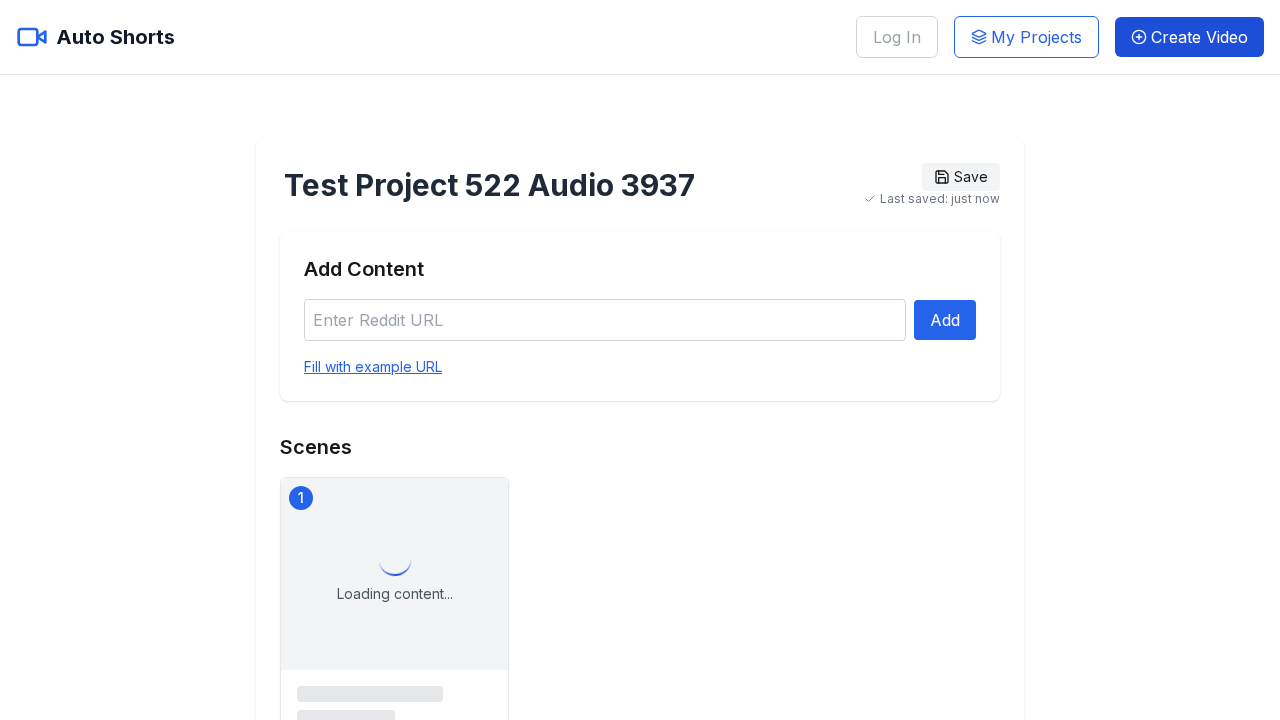 Auto Shorts
Log In
My Projects
Create Video
Test Project 522 Audio 3937
Save
Last saved: just now
Add Content
Enter Reddit URL
Add
Fill with example URL
Scenes
1
Loading content...